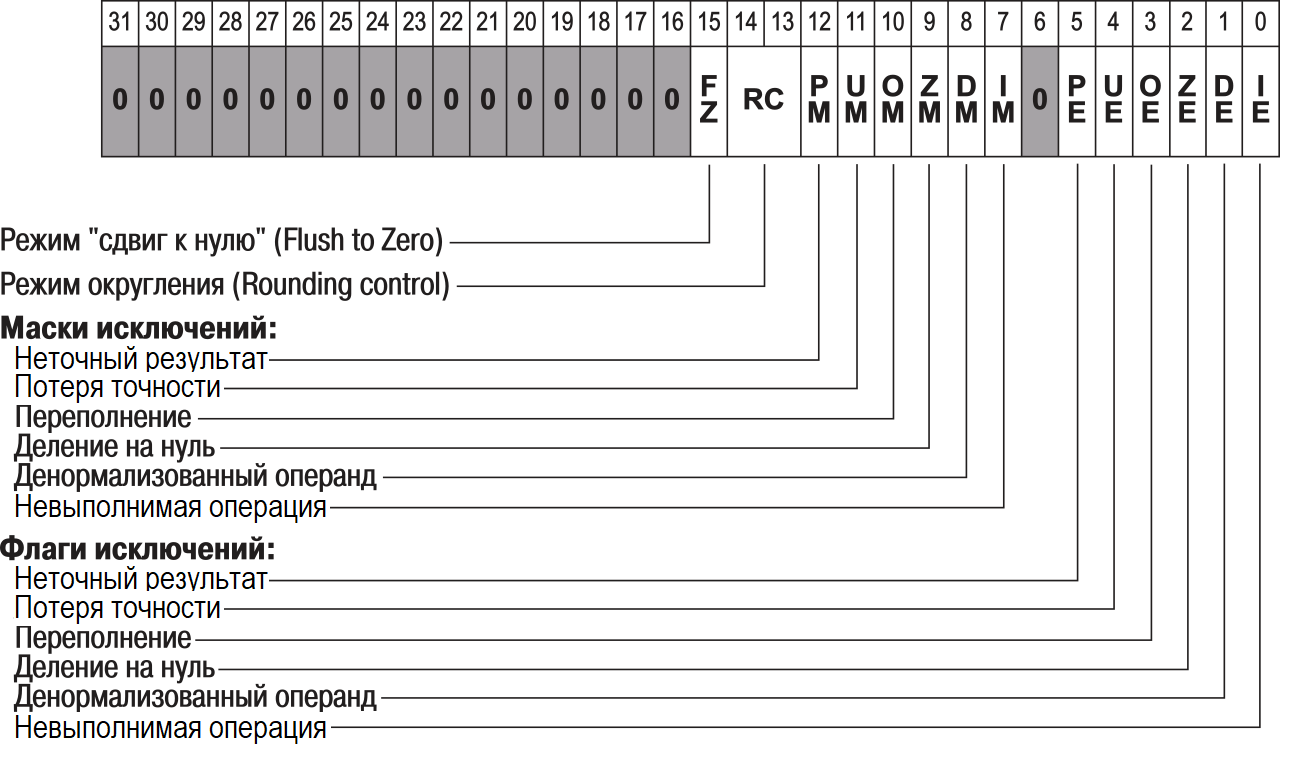 31 30 29 28 27 26 25 24 23 22 21 20 19 18 17 16 15 14 13 12 11 10 9 8 7 6 5 4 3 2 1 0
0 0 0 0 0 0 0 0 0 0 0 0 0 0 0 0 FZ RC PM UM OM ZM DM IM 0 PE UE OE ZE DE IE
Режим "сдвиг к нулю" (Flush to Zero)
Режим округления (Rounding control)
Маски исключений:
Неточный результат
Потеря точности
Переполнение
Деление на нуль
Денормализованный операнд
Невыполнимая операция
Флаги исключений:
Неточный результат
Потеря точности
Переполнение
Деление на нуль
Денормализованный операнд
Невыполнимая операция